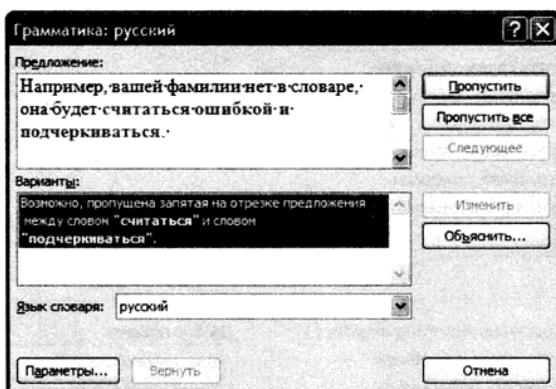 Грамматика: русский
Предложение:
Например, вашей фамилии нет в словаре,
она будет считаться ошибкой и
подчеркиваться.
Пропустить
Пропустить все
Следующее
Варианты:
Возможно, пропущена запятая на отрезке предложения
между словом "считаться" и словом
"подчеркиваться".
Изменить
Объяснить...
Язык словаря: русский
Параметры... Вернуть Отмена